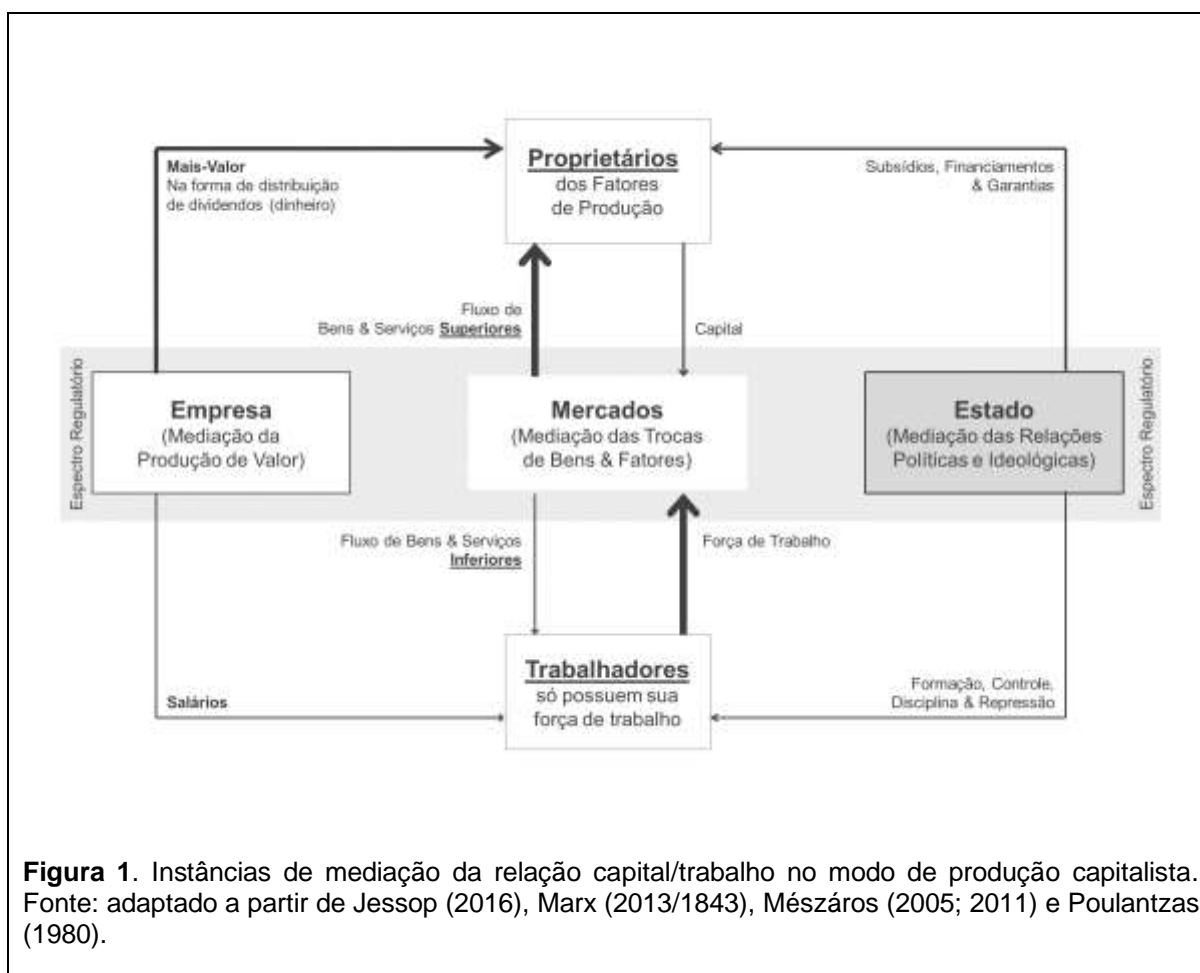 Proprietários
dos Fatores
de Produção
Mais-Valor
Na forma de distribuição
de dividendos (dinheiro)
Subsídios, Financiamentos
& Garantias
Fluxo de
Bens & Serviços Superiores
Capital
Espectro Regulatório
Empresa
(Mediação da
Produção de Valor)
Mercados
(Mediação das Trocas
de Bens & Fatores)
Estado
(Mediação das Relações
Políticas e Ideológicas)
Espectro Regulatório
Fluxo de Bens & Serviços
Inferiores
Força de Trabalho
Trabalhadores
só possuem sua
força de trabalho
Salários
Formação, Controle,
Disciplina & Repressão
Figura 1. Instâncias de mediação da relação capital/trabalho no modo de produção capitalista.
Fonte: adaptado a partir de Jessop (2016), Marx (2013/1843), Mészáros (2005; 2011) e Poulantzas
(1980).